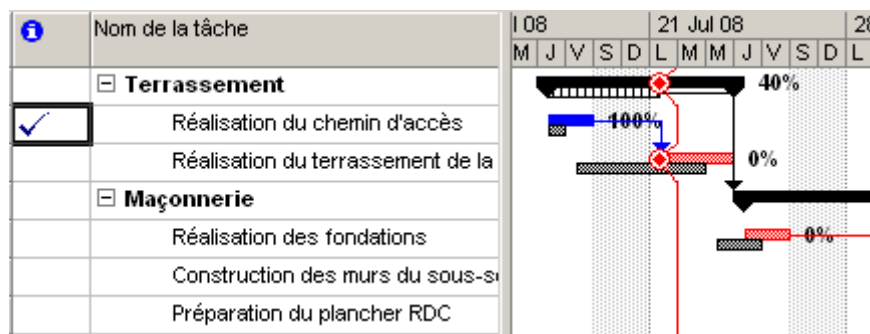 Nom de la tâche
l 08 21 Jul 08 28
M J V S D L M M J V S D L
Terrassement 40%
Réalisation du chemin d'accès 100%
Réalisation du terrassement de la 0%
Maçonnerie
Réalisation des fondations 0%
Construction des murs du sous-s
Préparation du plancher RDC